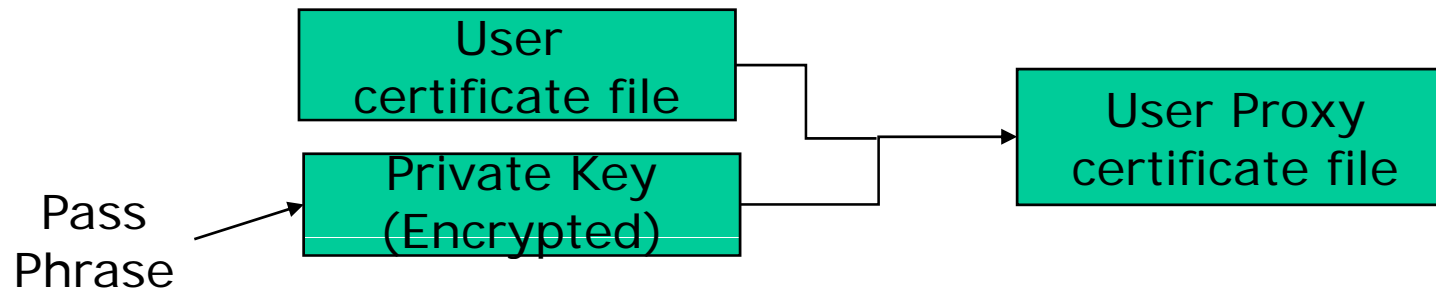 User
certificate file
User Proxy
certificate file
Private Key
(Encrypted)
Pass
Phrase